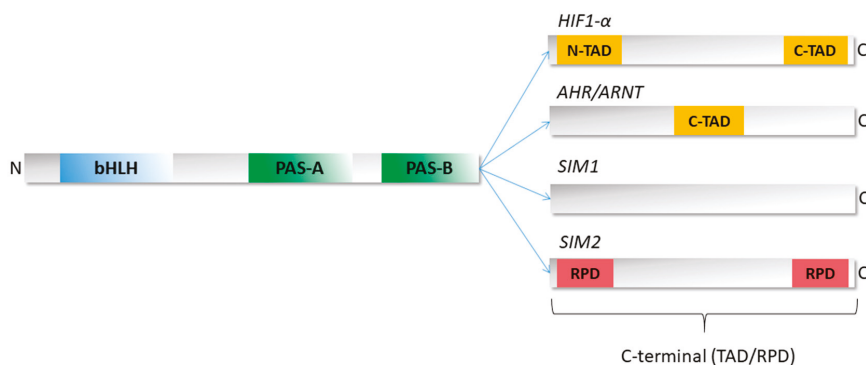 HIF1-α
N-TAD C-TAD C
AHR/ARNT
C-TAD C
N bHLH PAS-A PAS-B
SIM1
C
SIM2
RPD RPD C
C-terminal (TAD/RPD)